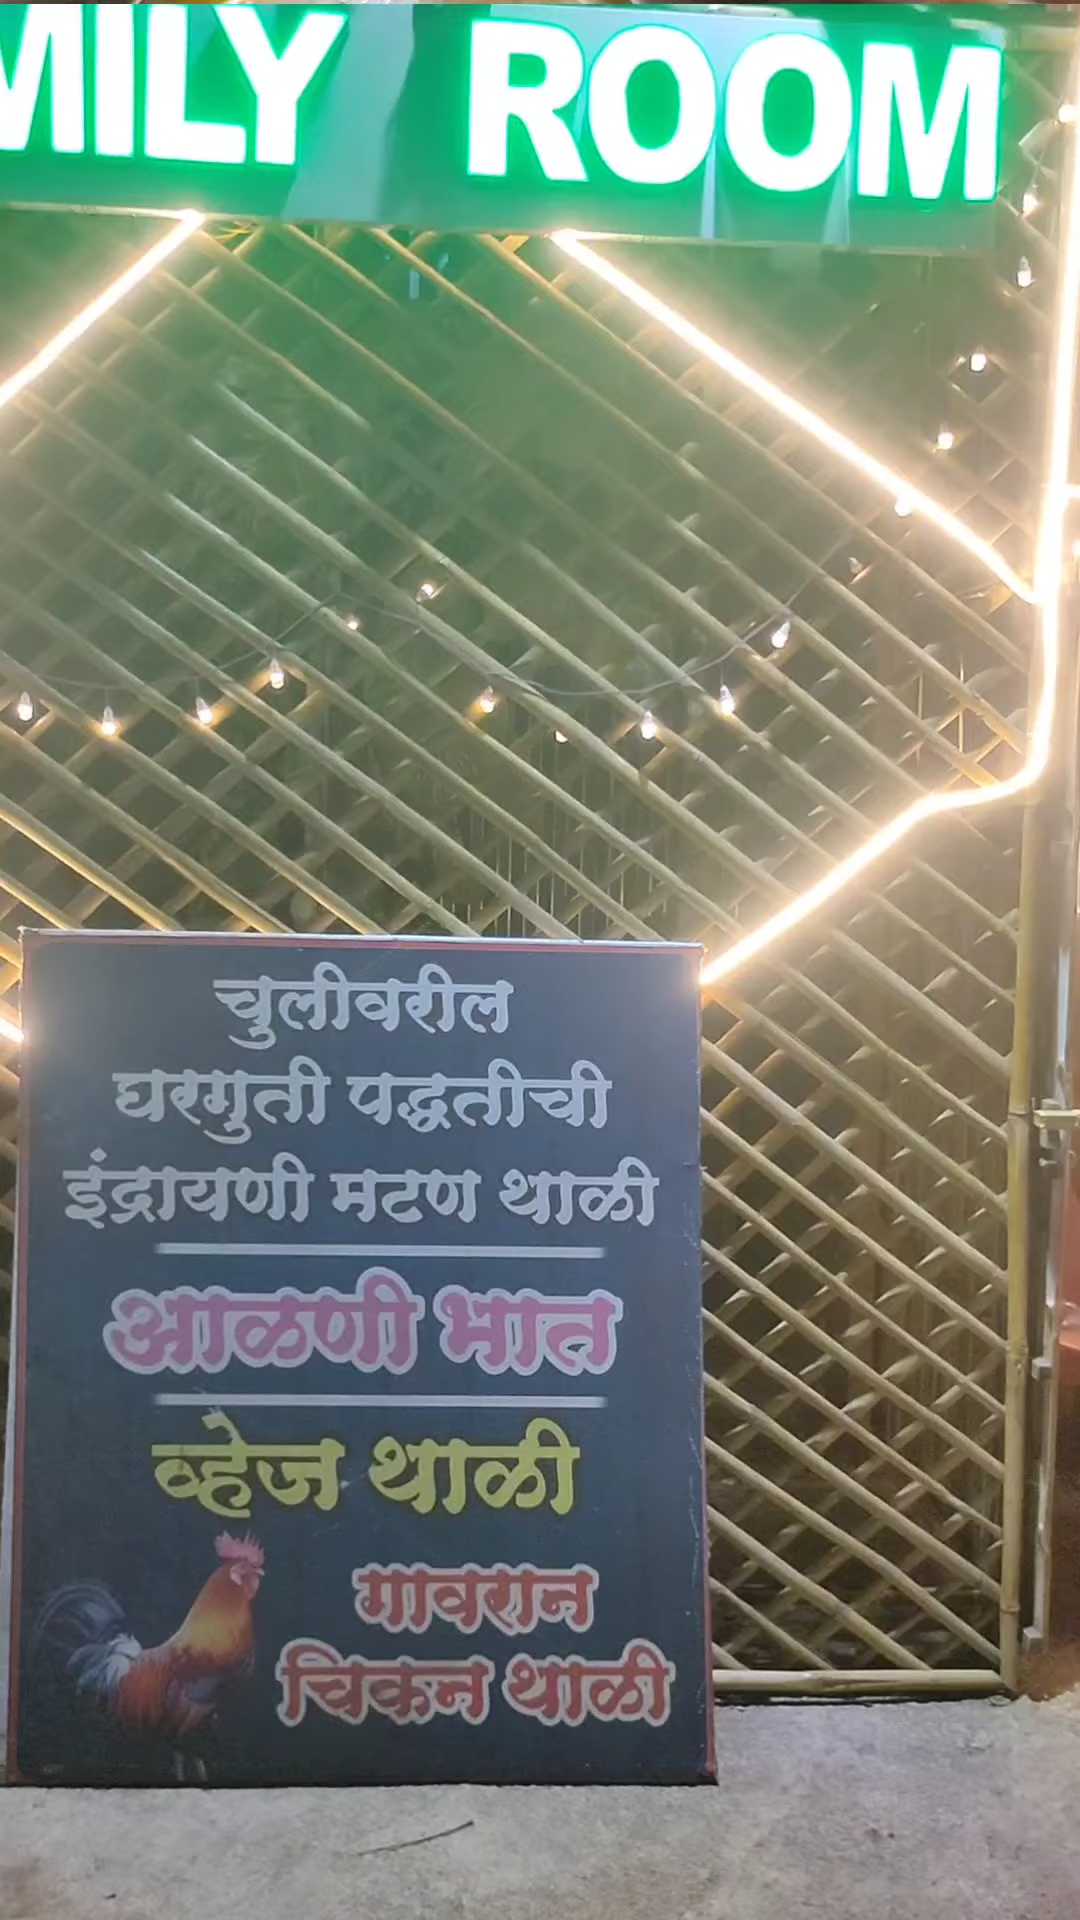 MILY ROOM
चुलीवरील
घरगुती पद्धतीची
इंद्रायणी मटण थाळी
आळणी भात
व्हेज थाळी
गावरान
चिकन थाळी